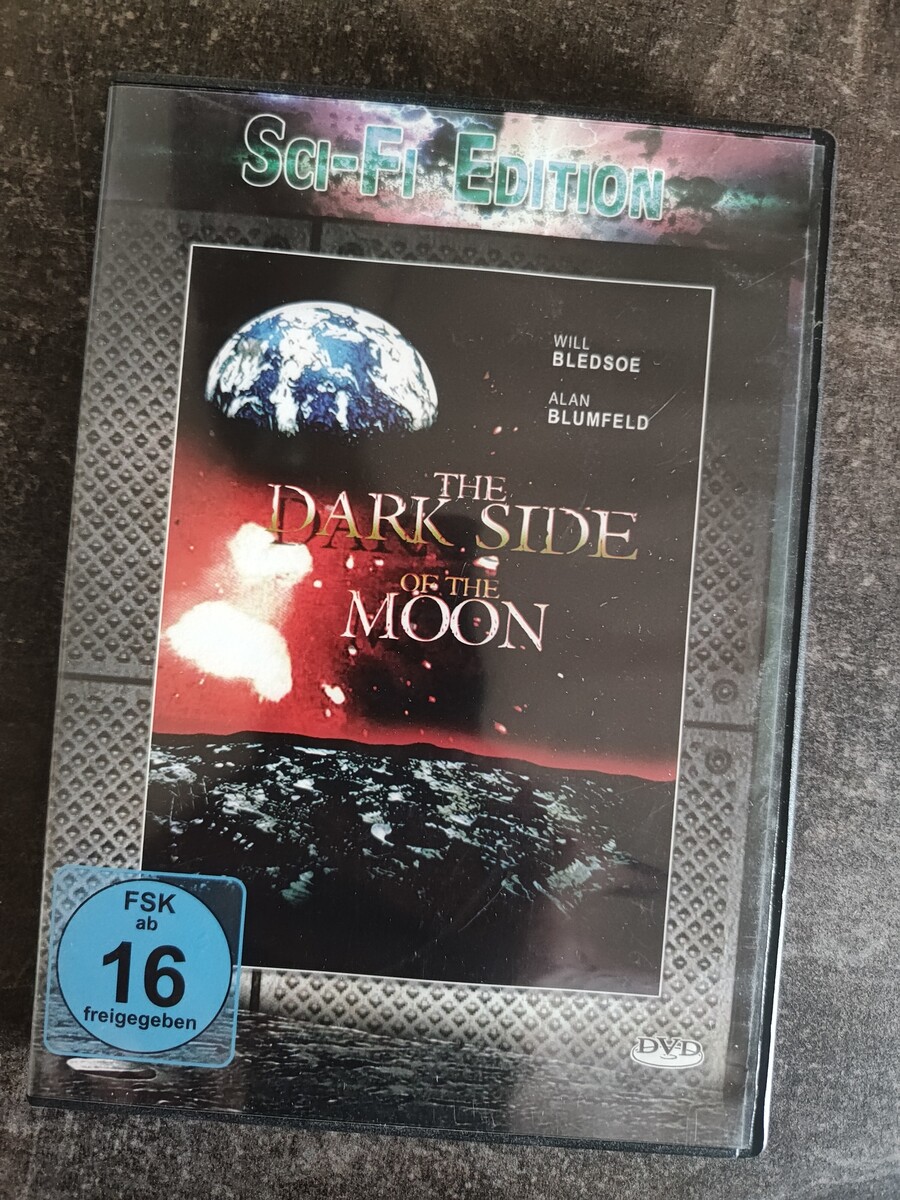 Sci-Fi Edition
WILL
BLEDSOE
ALAN
BLUMFELD
THE
DARK SIDE
OF THE
MOON
FSK
ab
16
freigegeben
DVD